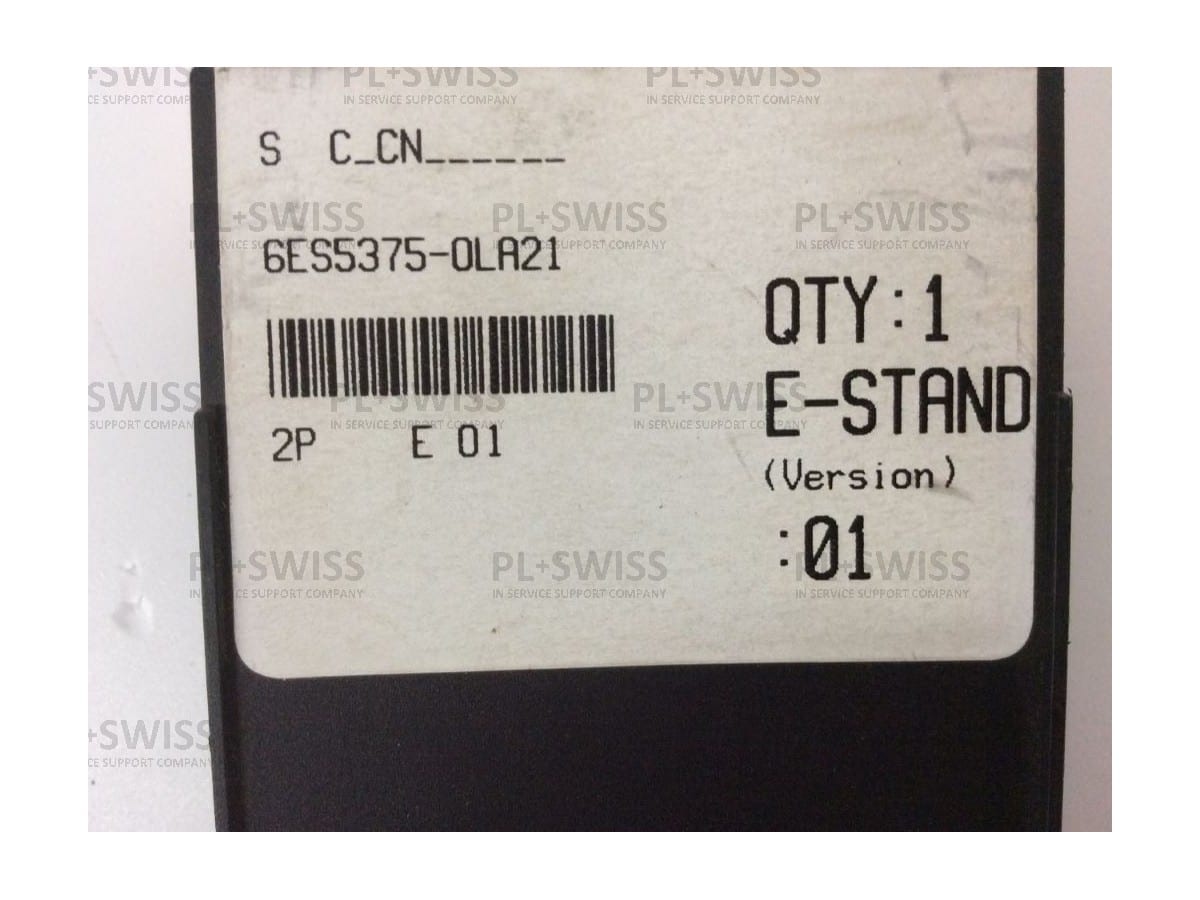 S C_CN______
6ES5375-0LA21
QTY:1
E-STAND
(Version)
:01
2P E 01
PL+SWISS
IN SERVICE SUPPORT COMPANY